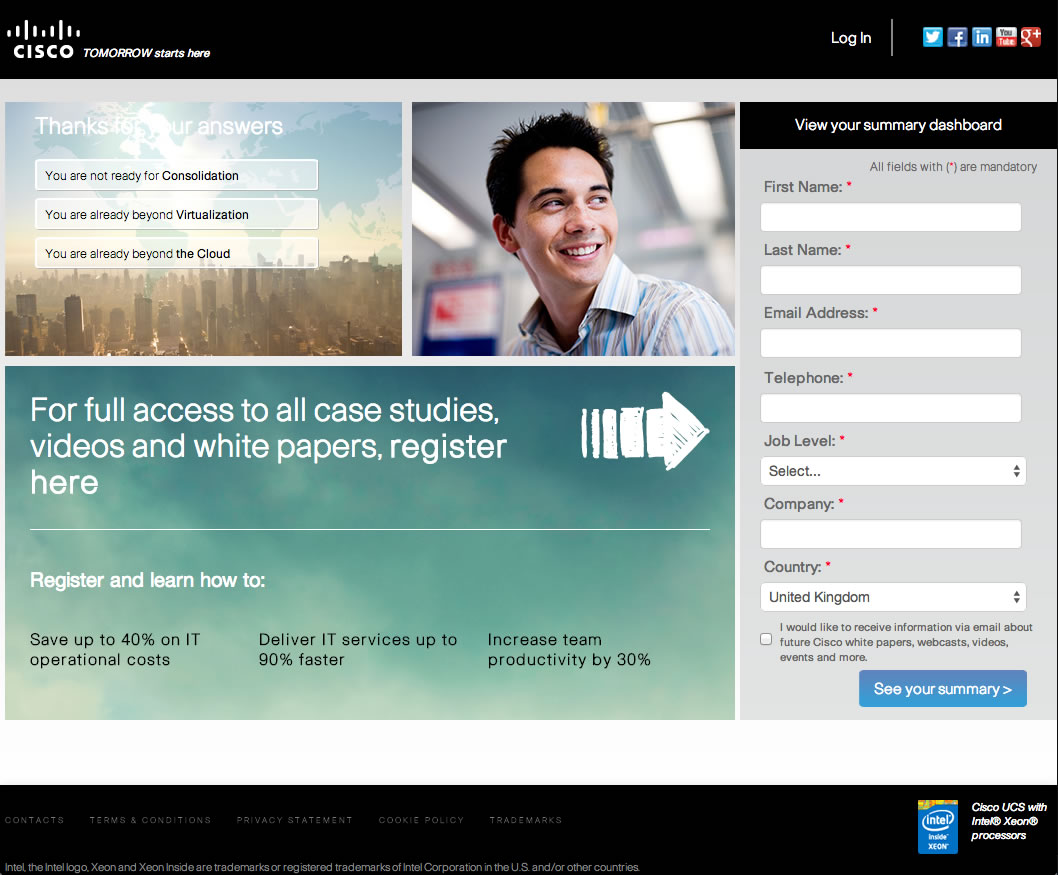 CISCO
TOMORROW starts here
Log In
You Tube
Thanks for your answers
You are not ready for Consolidation
You are already beyond Virtualization
You are already beyond the Cloud
For full access to all case studies,
videos and white papers, register
here
Register and learn how to:
Save up to 40% on IT
operational costs
Deliver IT services up to
90% faster
Increase team
productivity by 30%
View your summary dashboard
All fields with (*) are mandatory
First Name: *
Last Name: *
Email Address: *
Telephone: *
Job Level: *
Select...
Company: *
Country: *
United Kingdom
I would like to receive information via email about
future Cisco white papers, webcasts, videos,
events and more.
See your summary >
CONTACTS
TERMS & CONDITIONS
PRIVACY STATEMENT
COOKIE POLICY
TRADEMARKS
intel
inside
XEON
Cisco UCS with
Intel® Xeon®
processors
Intel, the Intel logo, Xeon and Xeon Inside are trademarks or registered trademarks of Intel Corporation in the U.S. and/or other countries.